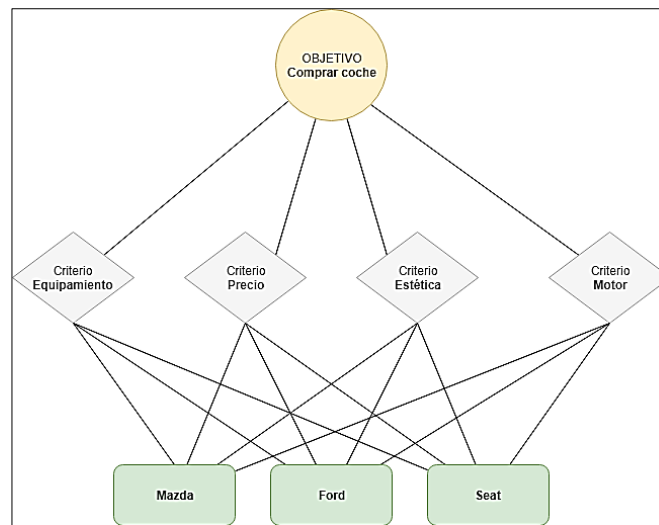 OBJETIVO
Comprar coche
Criterio
Equipamiento
Criterio
Precio
Criterio
Estética
Criterio
Motor
Mazda
Ford
Seat